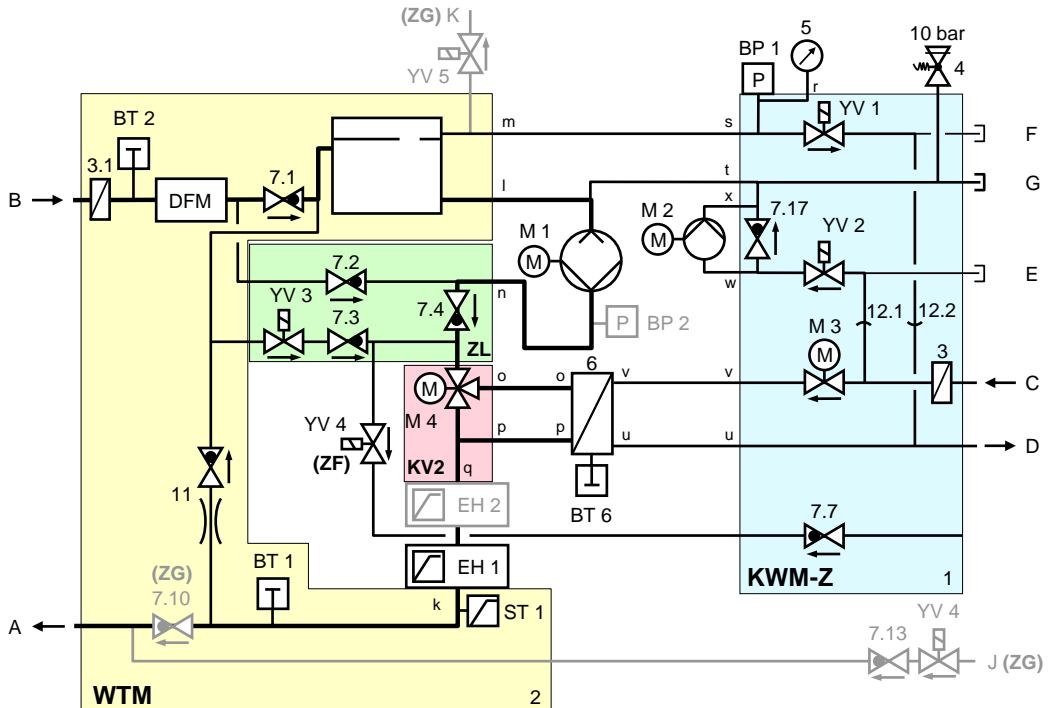 (ZG) K
YV 5
BP 1
P
5
r
10 bar
4
BT 2
3.1
B
DFM
7.1
m
l
s
YV 1
F
t
G
x
M 2
M
7.17
YV 2
E
w
M 1
M
7.2
YV 3
7.3
7.4
n
ZL
P
BP 2
12.1
12.2
M 3
M
3
C
M
M 4
o
o
6
v
v
p
p
u
u
D
KV2
q
YV 4
(ZF)
BT 6
11
EH 2
7.7
EH 1
KWM-Z
1
BT 1
(ZG)
7.10
k
ST 1
A
7.13
YV 4
J (ZG)
WTM
2